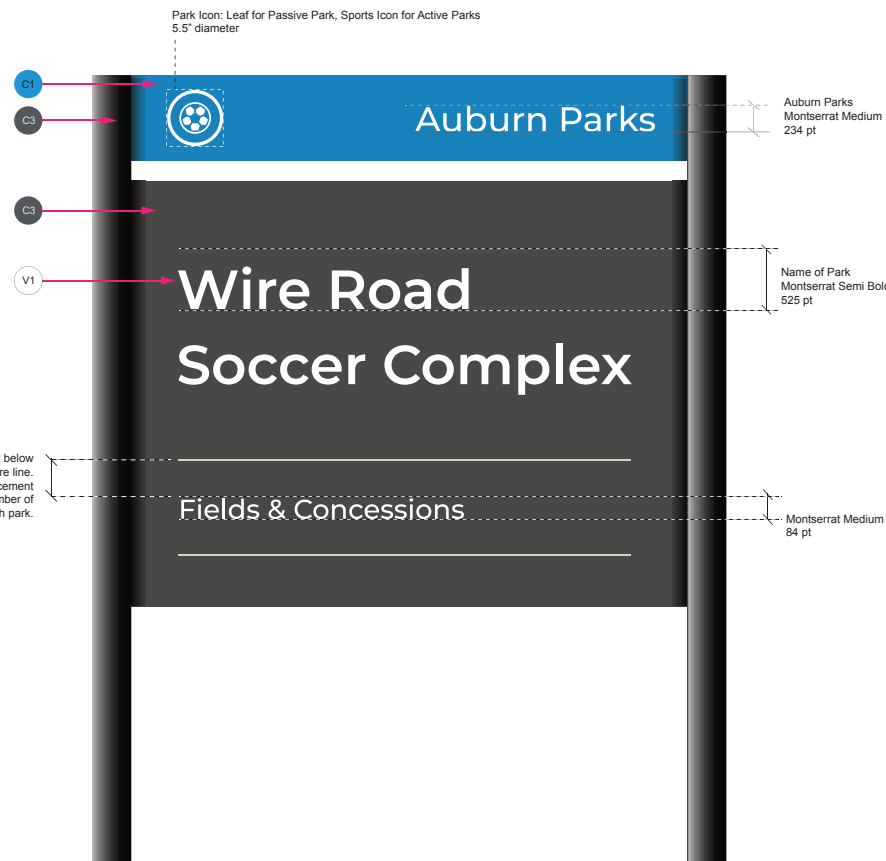 Park Icon: Leaf for Passive Park, Sports Icon for Active Parks
5.5" diameter
C1
C3
Auburn Parks
Auburn Parks
Montserrat Medium
234 pt
C3
V1
Wire Road
Soccer Complex
Name of Park
Montserrat Semi Bold
525 pt
below
re line.
cement
mber of
h park.
Fields & Concessions
Montserrat Medium
84 pt